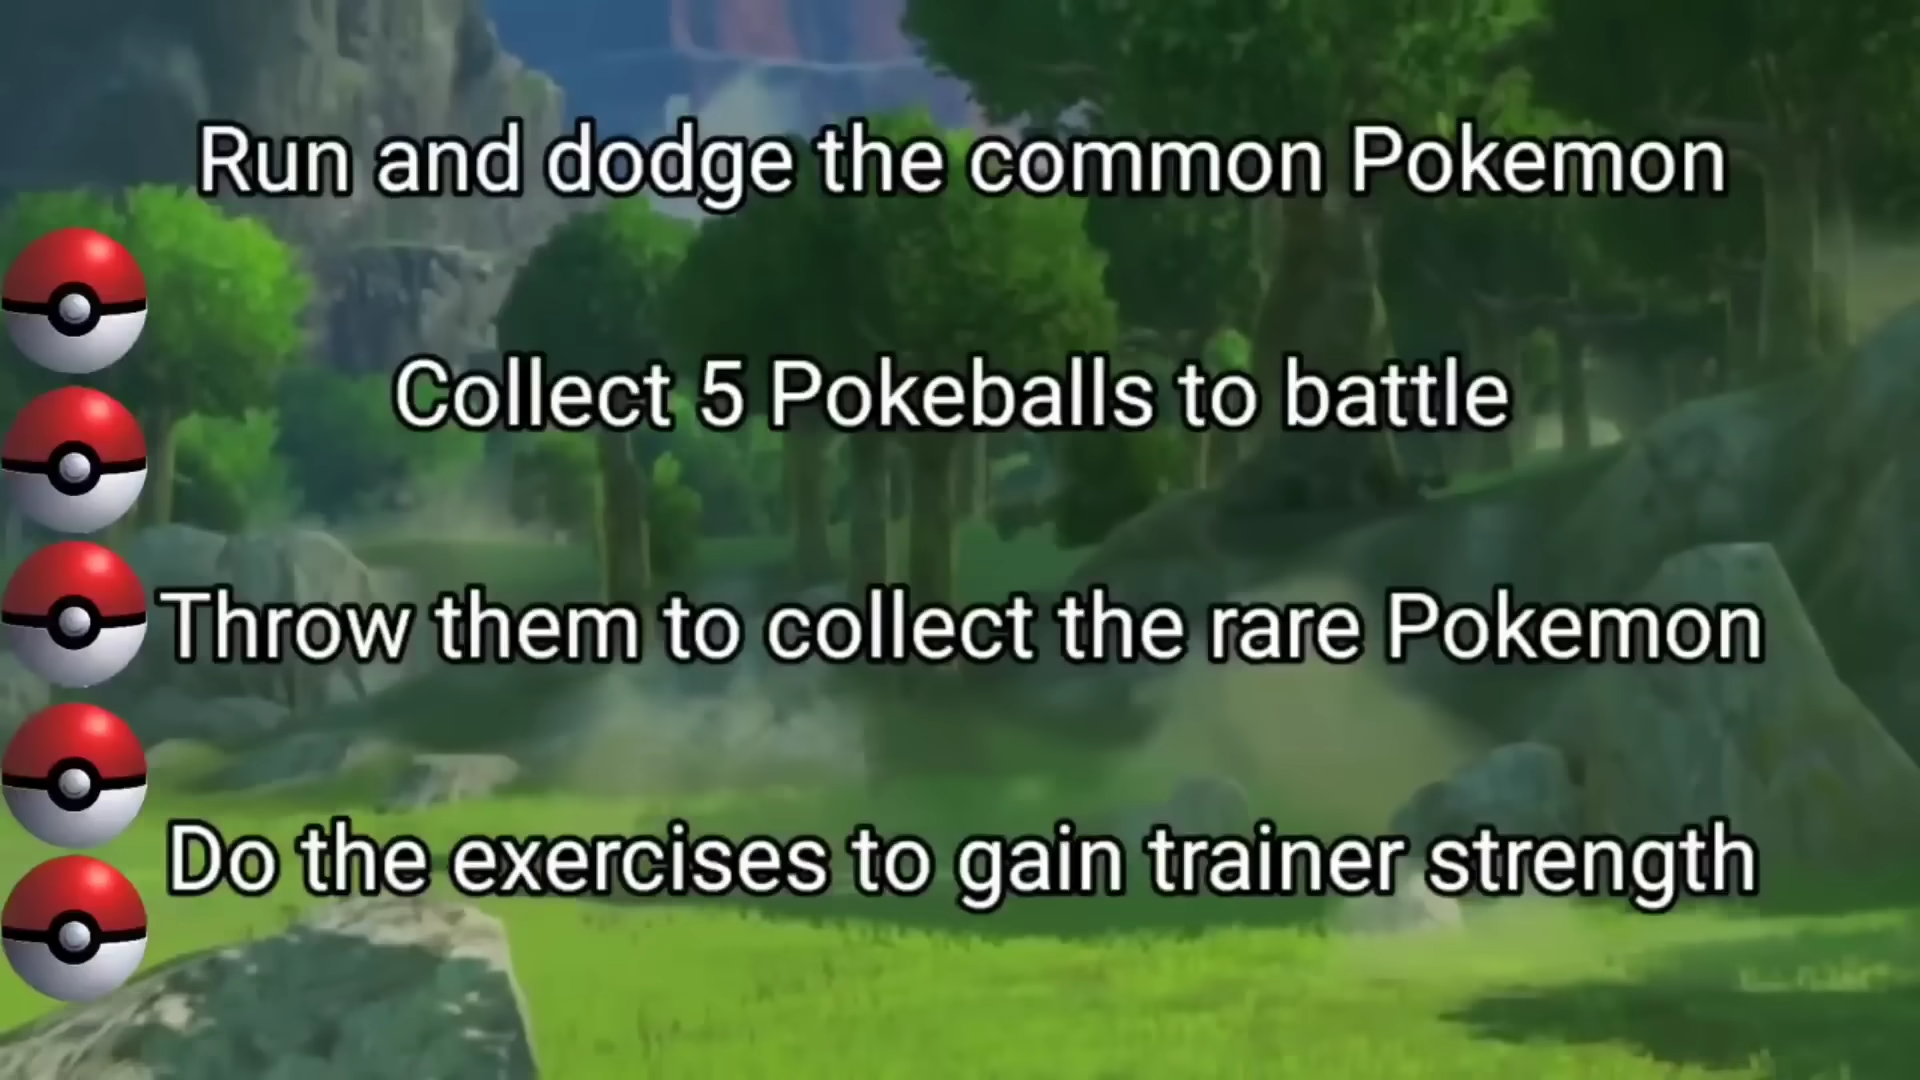 Run and dodge the common Pokemon
Collect 5 Pokeballs to battle
Throw them to collect the rare Pokemon
Do the exercises to gain trainer strength